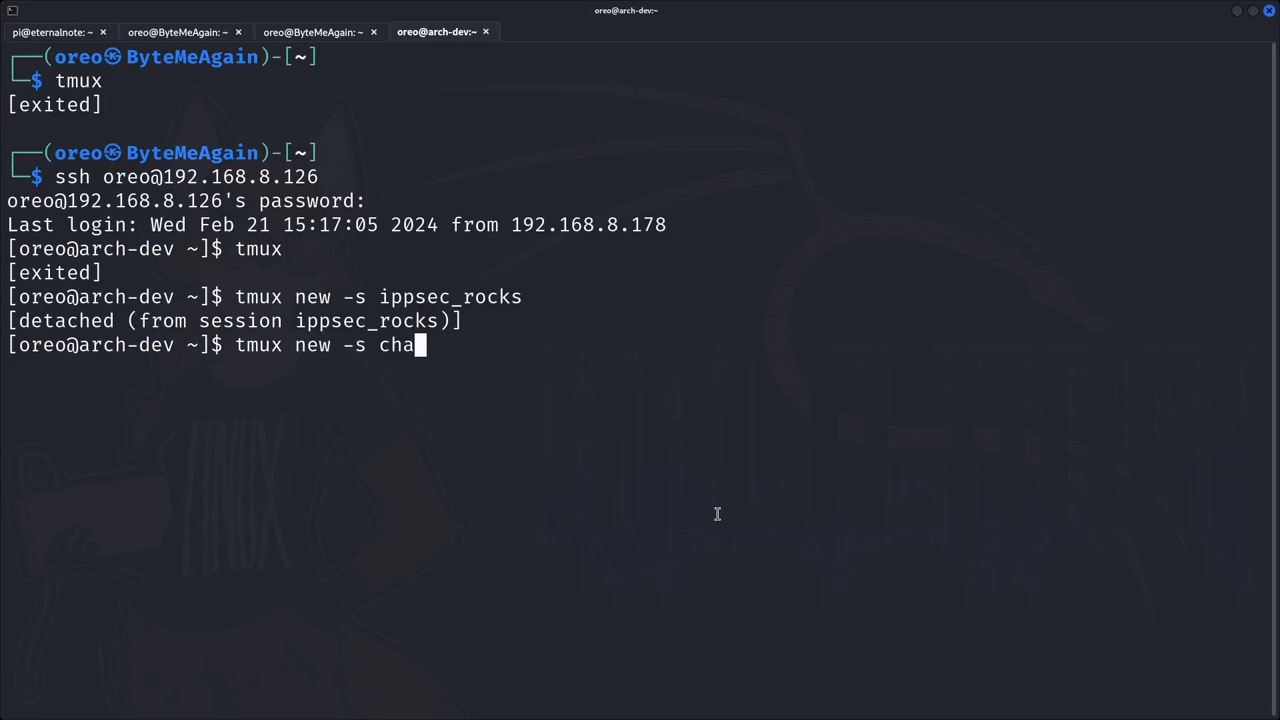 oreo@arch-dev:~
pi@eternalnote: ~ ×
oreo@ByteMeAgain: ~ ×
oreo@ByteMeAgain: ~ ×
oreo@arch-dev:~ ×
┌──(oreo㉿ByteMeAgain)-[~]
└─$ tmux
[exited]
┌──(oreo㉿ByteMeAgain)-[~]
└─$ ssh oreo@192.168.8.126
oreo@192.168.8.126's password:
Last login: Wed Feb 21 15:17:05 2024 from 192.168.8.178
[oreo@arch-dev ~]$ tmux
[exited]
[oreo@arch-dev ~]$ tmux new -s ippsec_rocks
[detached (from session ippsec_rocks)]
[oreo@arch-dev ~]$ tmux new -s cha